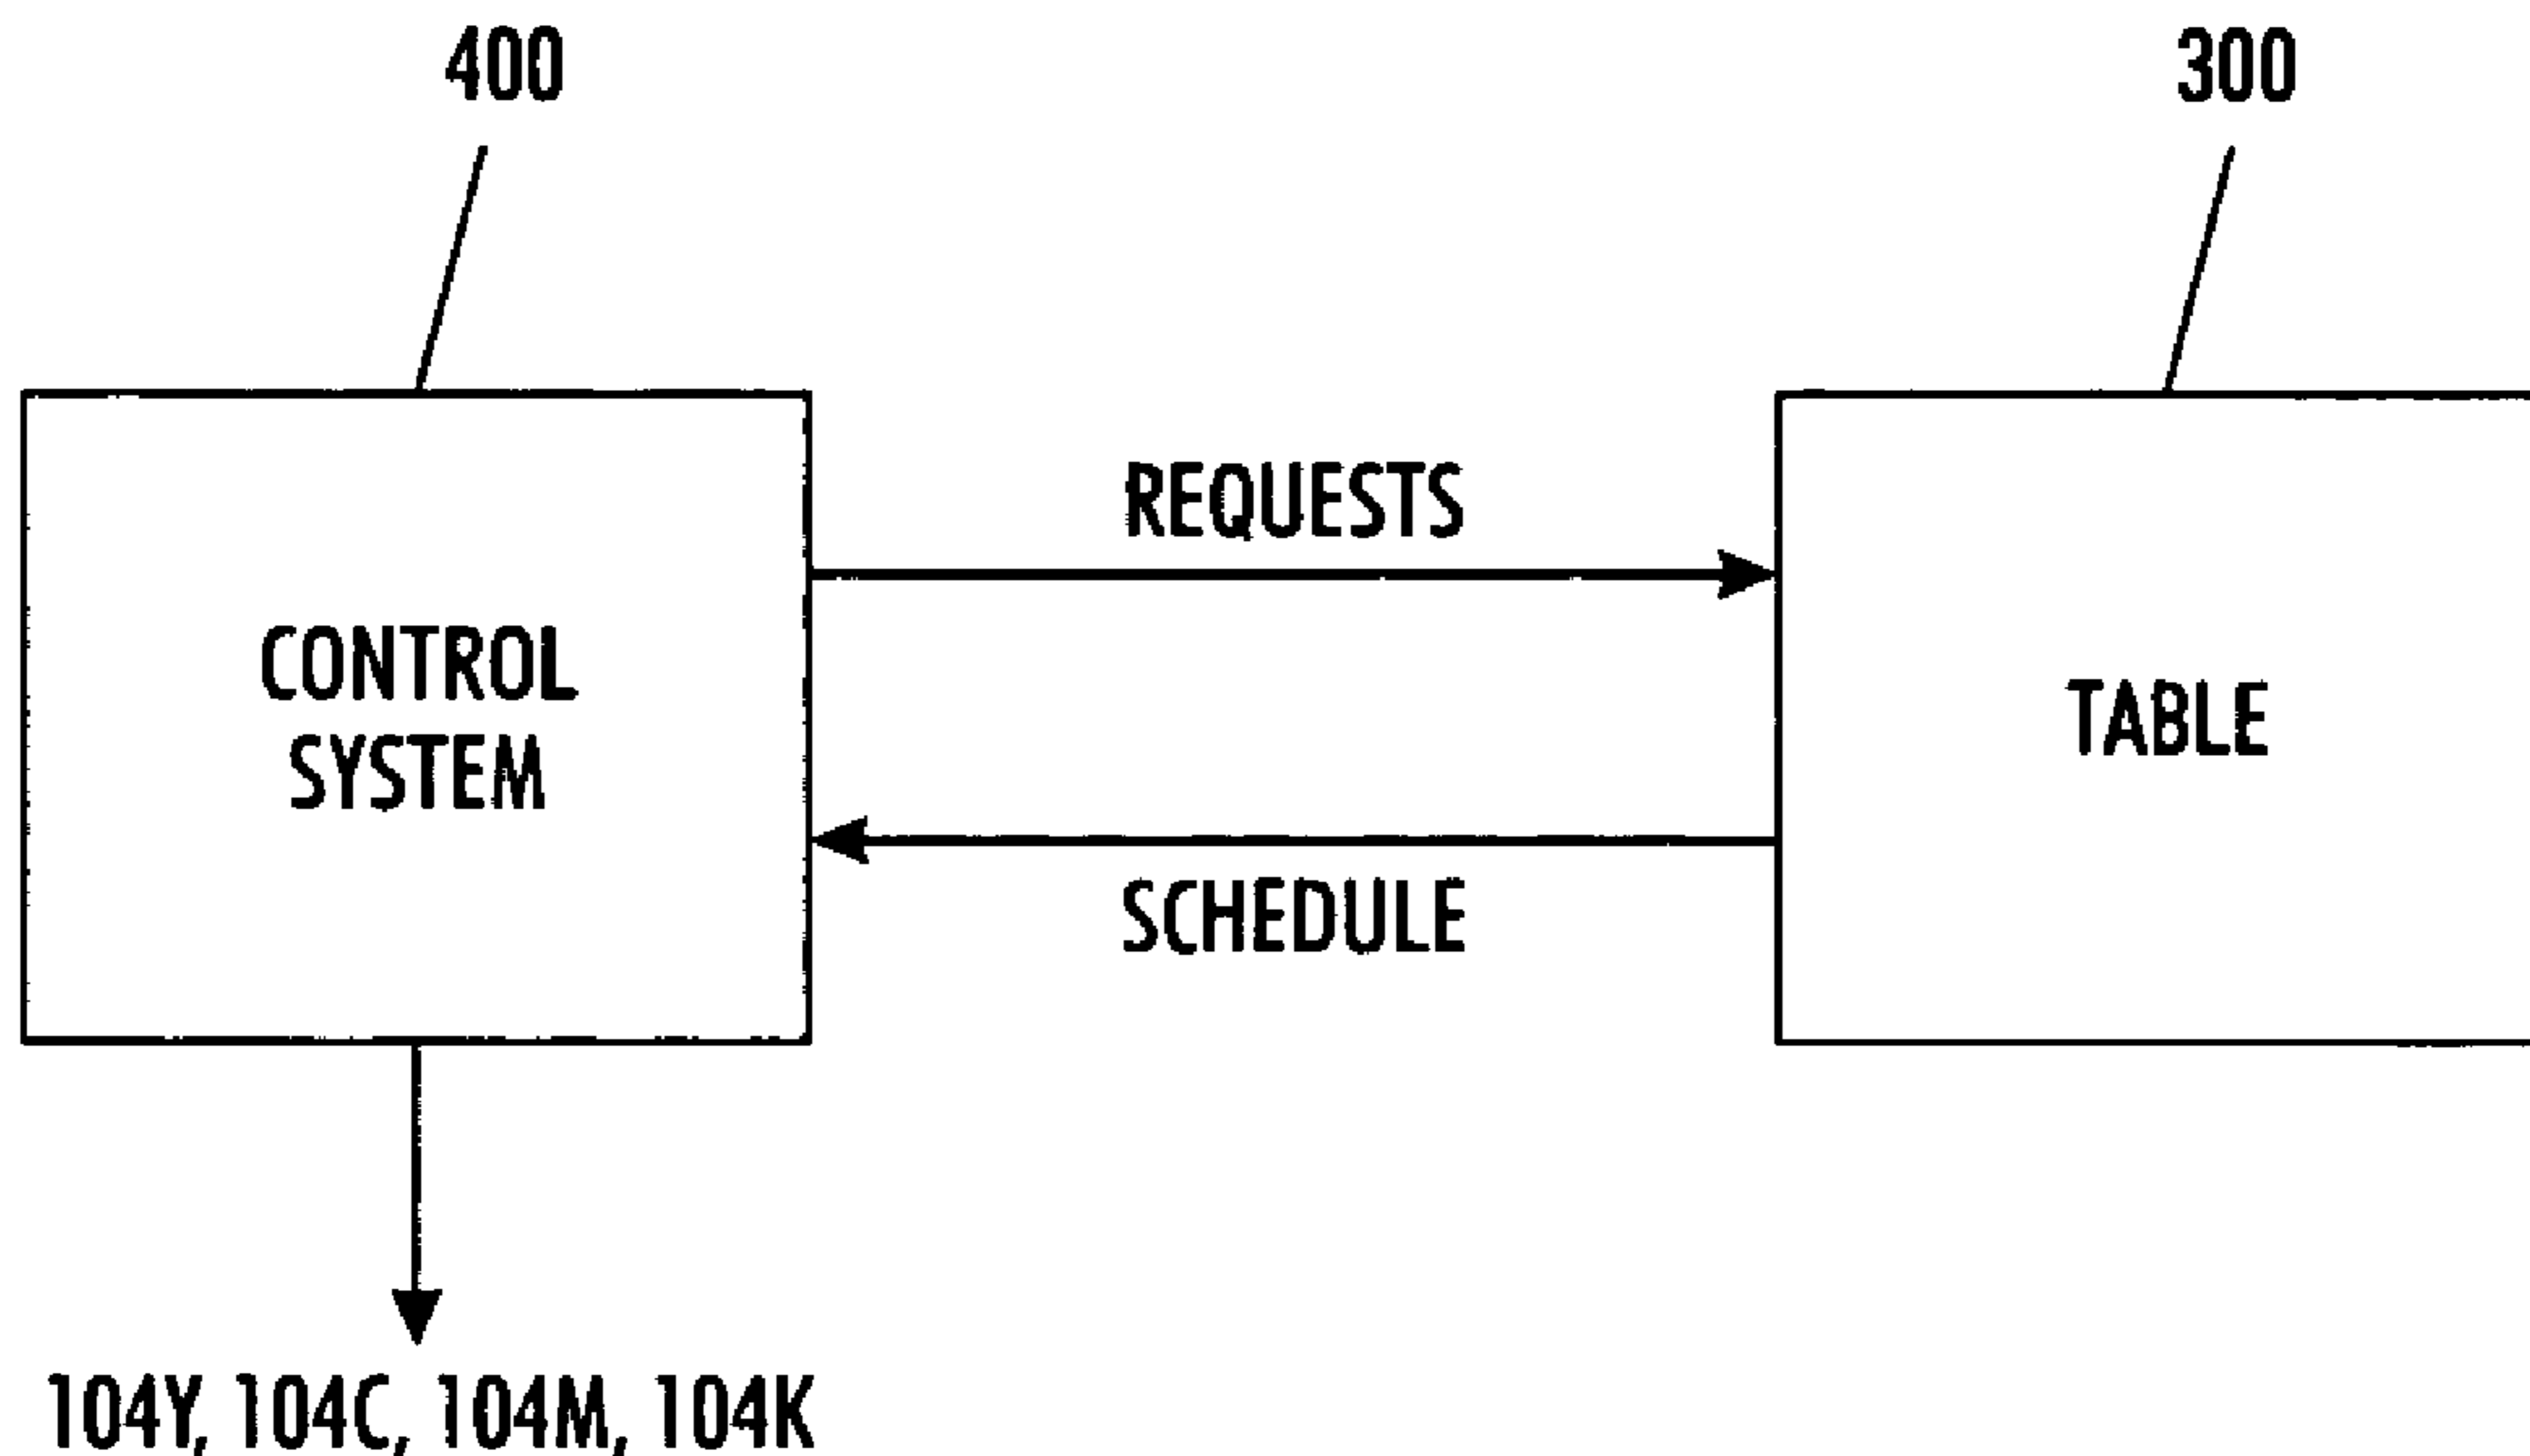 400
300
REQUESTS
CONTROL
SYSTEM
TABLE
SCHEDULE
104Y, 104C, 104M, 104K